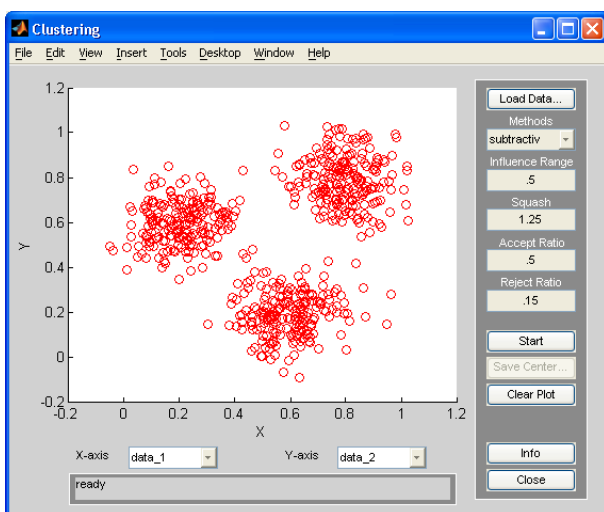 Clustering
File Edit View Insert Tools Desktop Window Help
1.2
1
0.8
0.6
0.4
0.2
0
-0.2
Y
-0.2 0 0.2 0.4 0.6 0.8 1 1.2
X
X-axis data_1 Y-axis data_2
ready
Load Data...
Methods
subtractiv
Influence Range
.5
Squash
1.25
Accept Ratio
.5
Reject Ratio
.15
Start
Save Center...
Clear Plot
Info
Close